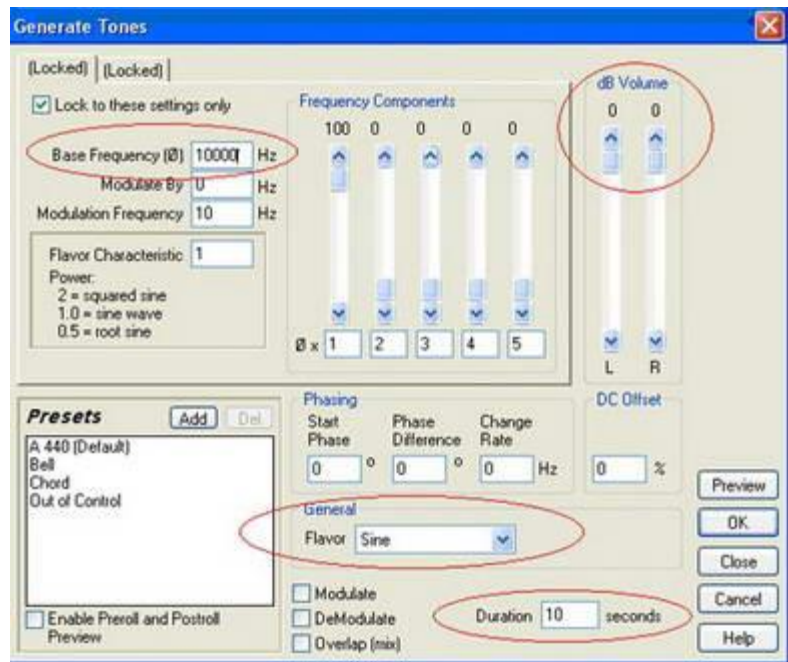 Generate Tones
(Locked) (Locked)
Lock to these settings only
Base Frequency (Ø) 10000 Hz
Modulate By 0 Hz
Modulation Frequency 10 Hz
Flavor Characteristic 1
Power:
2 = squared sine
1.0 = sine wave
0.5 = root sine
Frequency Components
100 0 0 0 0
Ø x 1 2 3 4 5
dB Volume
0 0
L R
Presets Add Del
A 440 (Default)
Bell
Chord
Out of Control
Enable Preroll and Postroll
Preview
Phasing
Start Phase Change
Phase Difference Rate
0 ° 0 ° 0 Hz
DC Offset
0 %
General
Flavor Sine
Modulate
DeModulate
Overlap (mix)
Duration 10 seconds
Preview
OK
Close
Cancel
Help